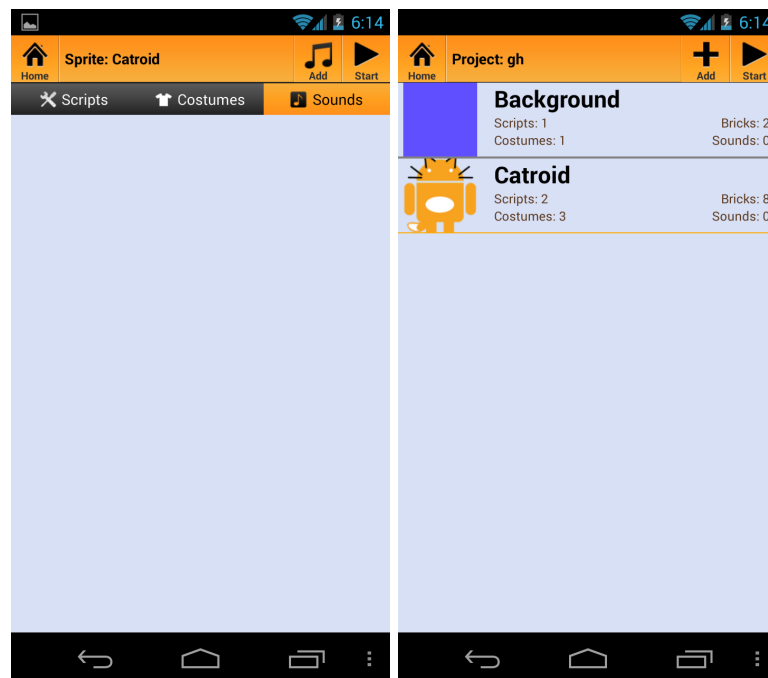 6:14
Sprite: Catroid
Home
Add
Start
Scripts
Costumes
Sounds
6:14
Project: gh
Home
Add
Start
Background
Scripts: 1
Bricks: 2
Costumes: 1
Sounds: 0
Catroid
Scripts: 2
Bricks: 8
Costumes: 3
Sounds: 0